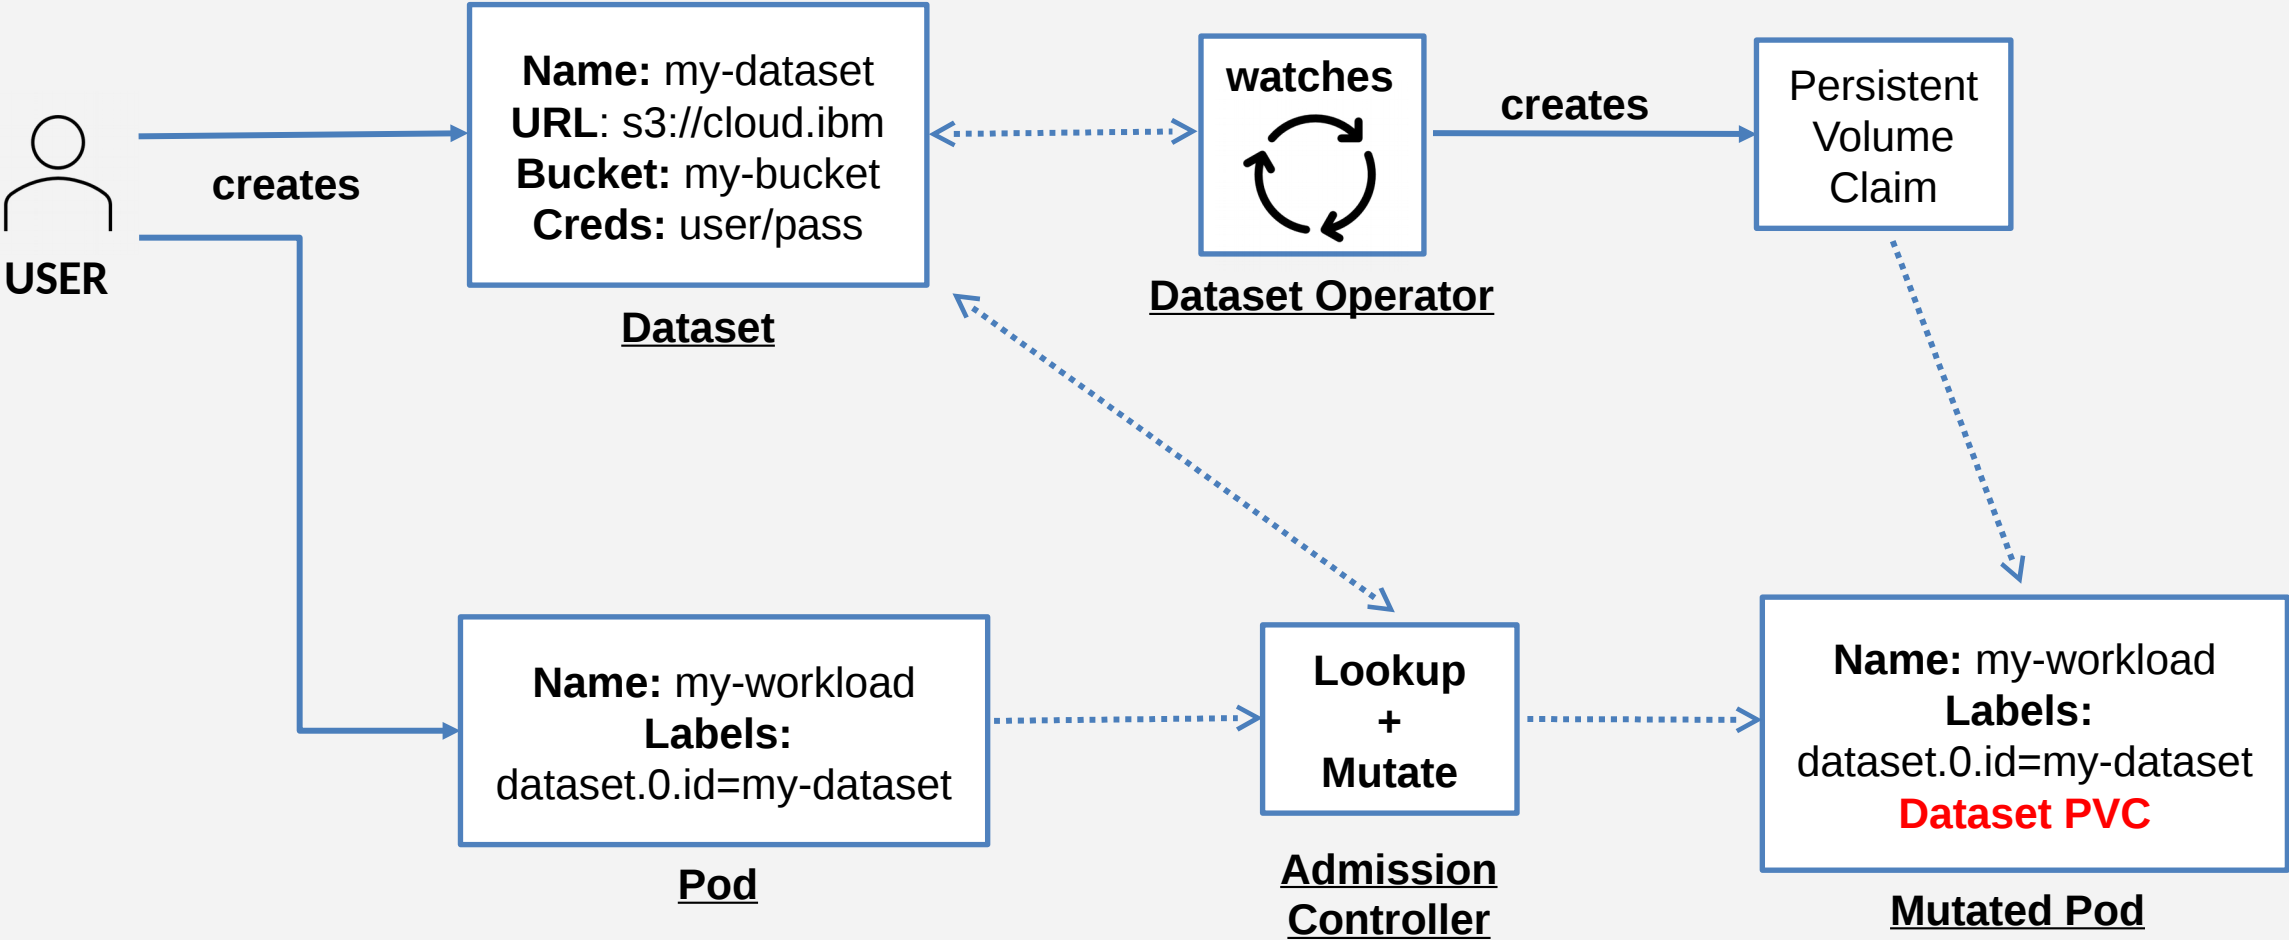 USER
creates
Name: my-dataset
URL: s3://cloud.ibm
Bucket: my-bucket
Creds: user/pass
Dataset
watches
Dataset Operator
creates
Persistent
Volume
Claim
Name: my-workload
Labels:
dataset.0.id=my-dataset
Pod
Lookup
+
Mutate
Admission
Controller
Name: my-workload
Labels:
dataset.0.id=my-dataset
Dataset PVC
Mutated Pod